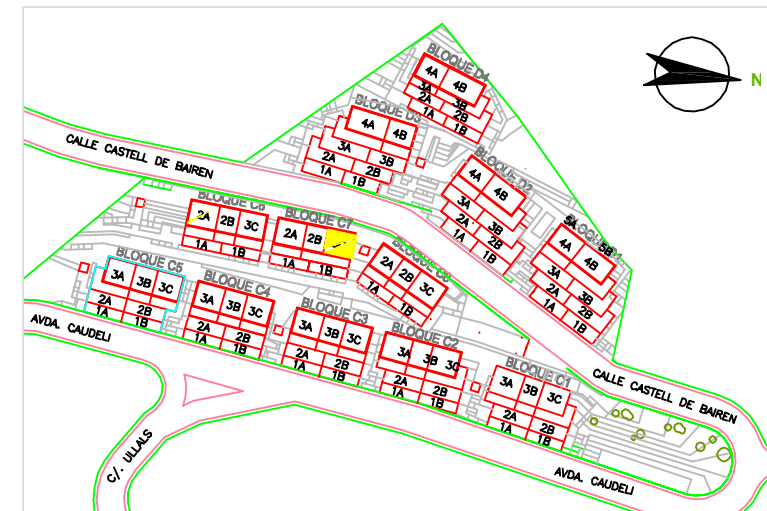 BLOQUE D4
4A 4B
3A 3B
2A 2B
1A 1B
N
BLOQUE D3
4A 4B
3A 3B
2A 2B
1A 1B
CALLE CASTELL DE BAIREN
BLOQUE D2
4A 4B
3A 3B
2A 2B
1A 1B
5A 5B
4A 4B
3A 3B
2A 2B
1A 1B
BLOQUE C6
2A 2B 3C
1A 1B
BLOQUE C7
2A 2B
1A 1B
2A 2B 3C
1A 1B
BLOQUE C5
3A 3B 3C
2A 2B
1A 1B
BLOQUE C4
3A 3B 3C
2A 2B
1A 1B
BLOQUE C3
3A 3B 3C
2A 2B
1A 1B
BLOQUE C2
3A 3B 3C
2A 2B
1A 1B
BLOQUE C1
3A 3B 3C
2A 2B
1A 1B
AVDA. CAUDELI
CALLE CASTELL DE BAIREN
C/. ULLALS
AVDA. CAUDELI